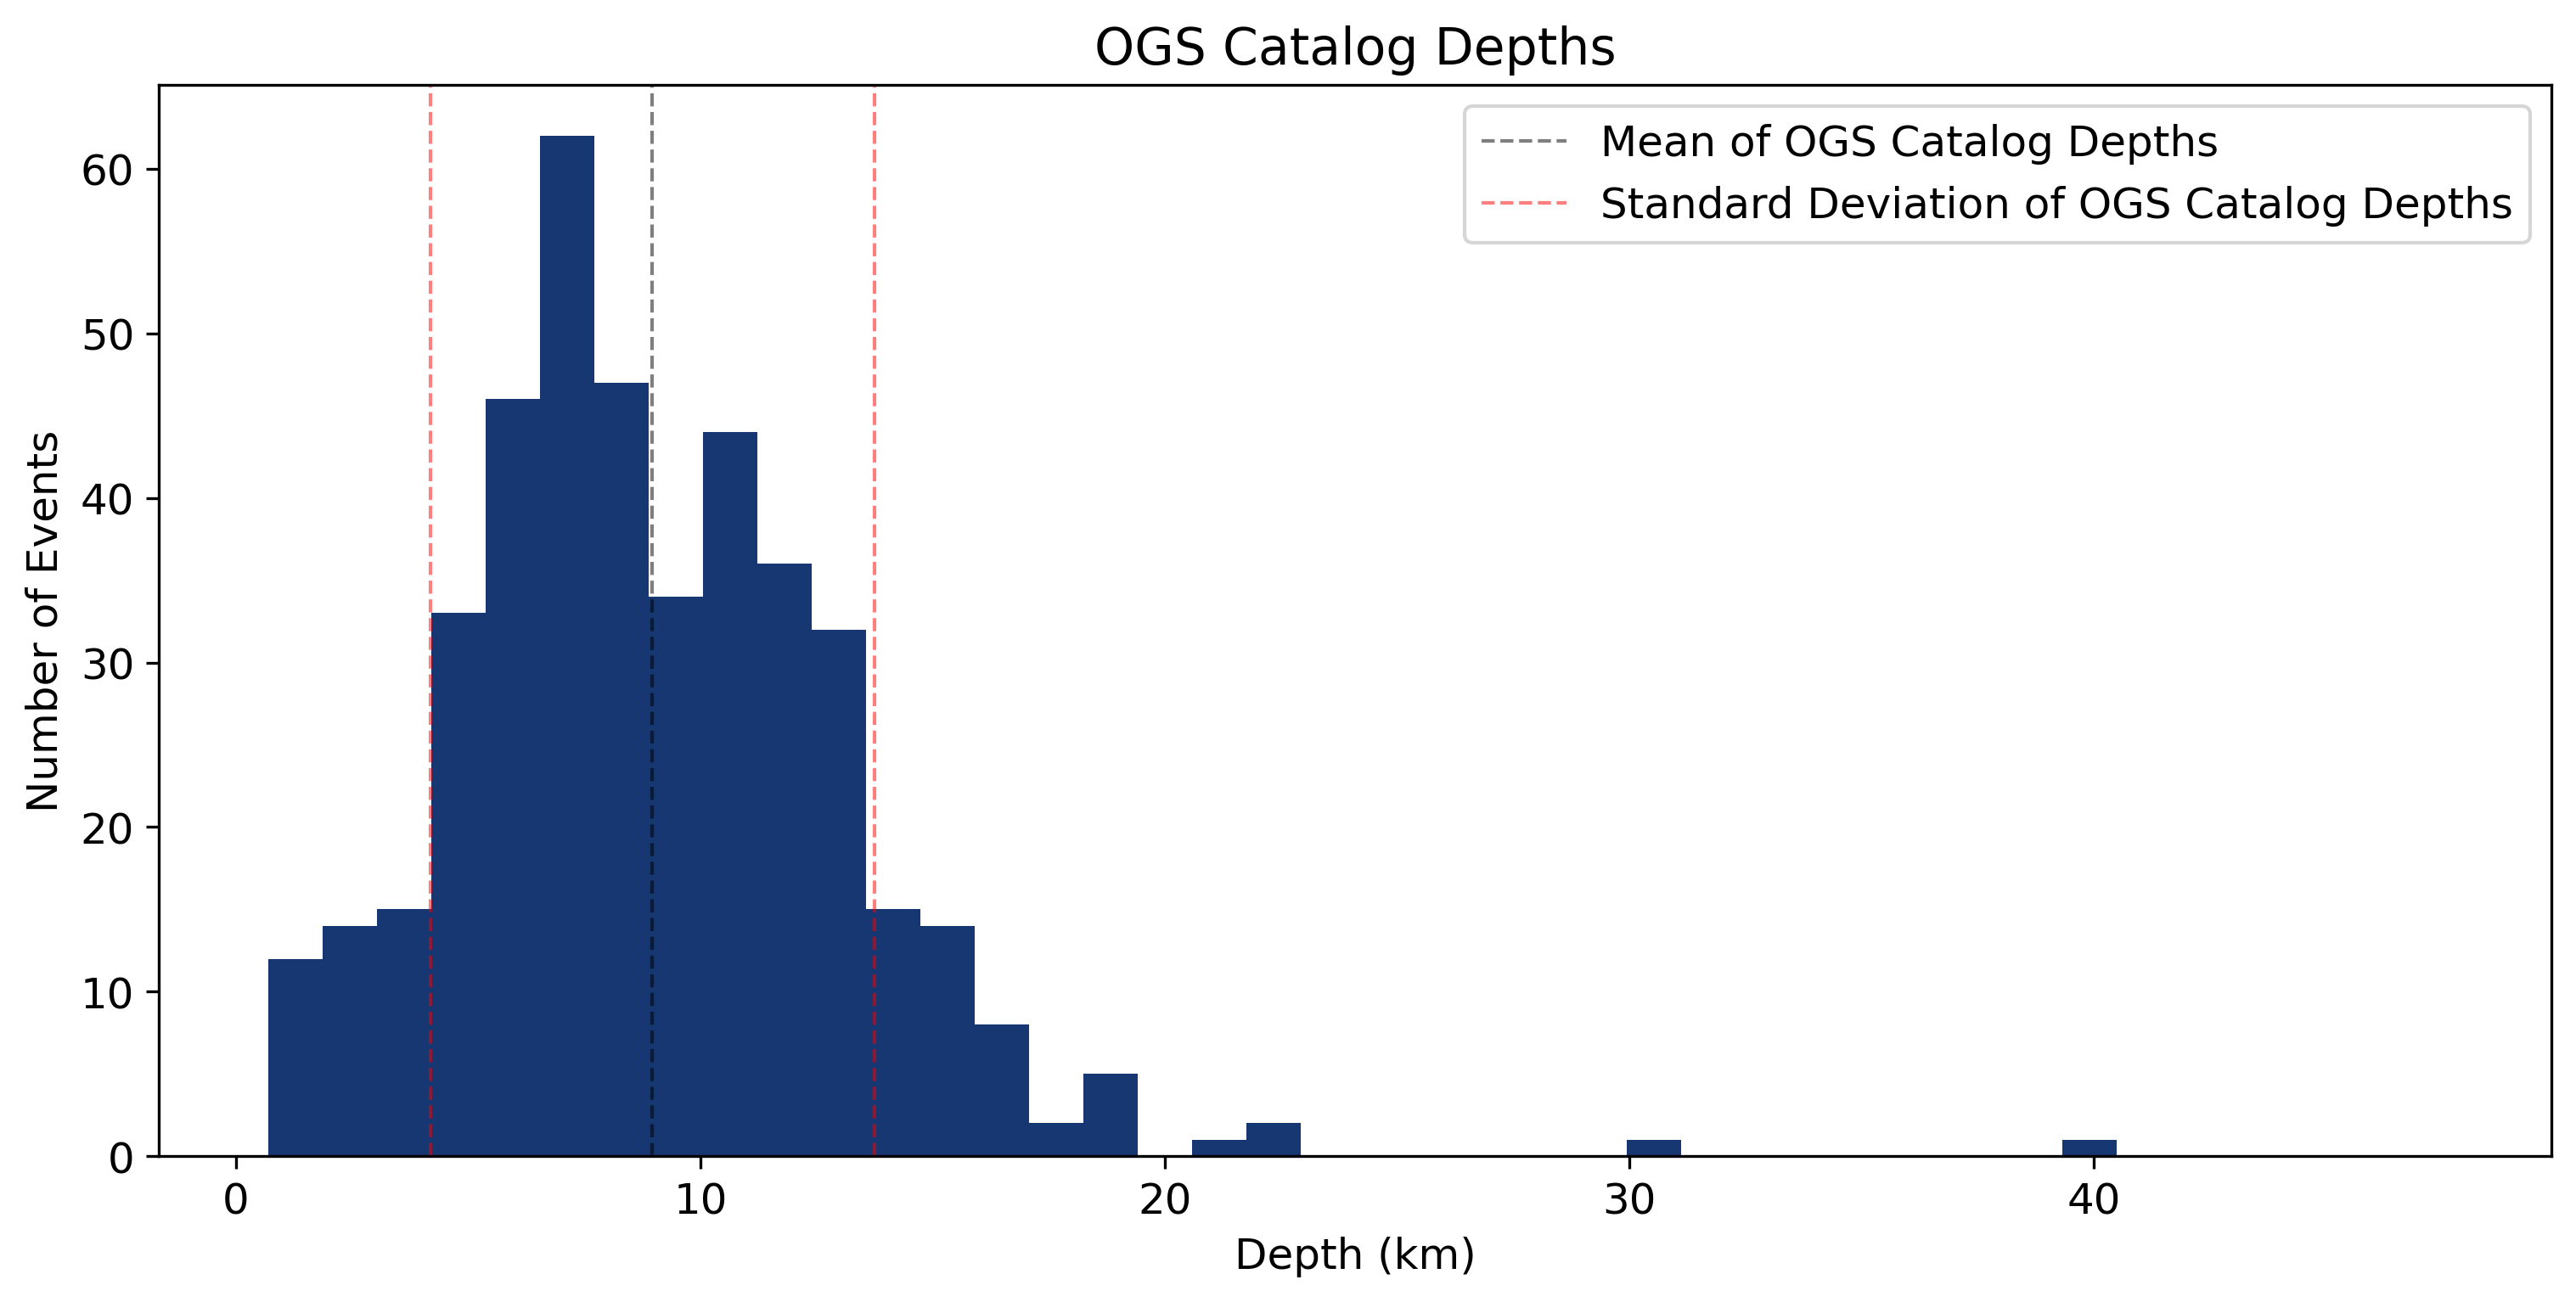 OGS Catalog Depths
Mean of OGS Catalog Depths
Standard Deviation of OGS Catalog Depths
60
50
40
30
20
10
0
Number of Events
0 10 20 30 40
Depth (km)